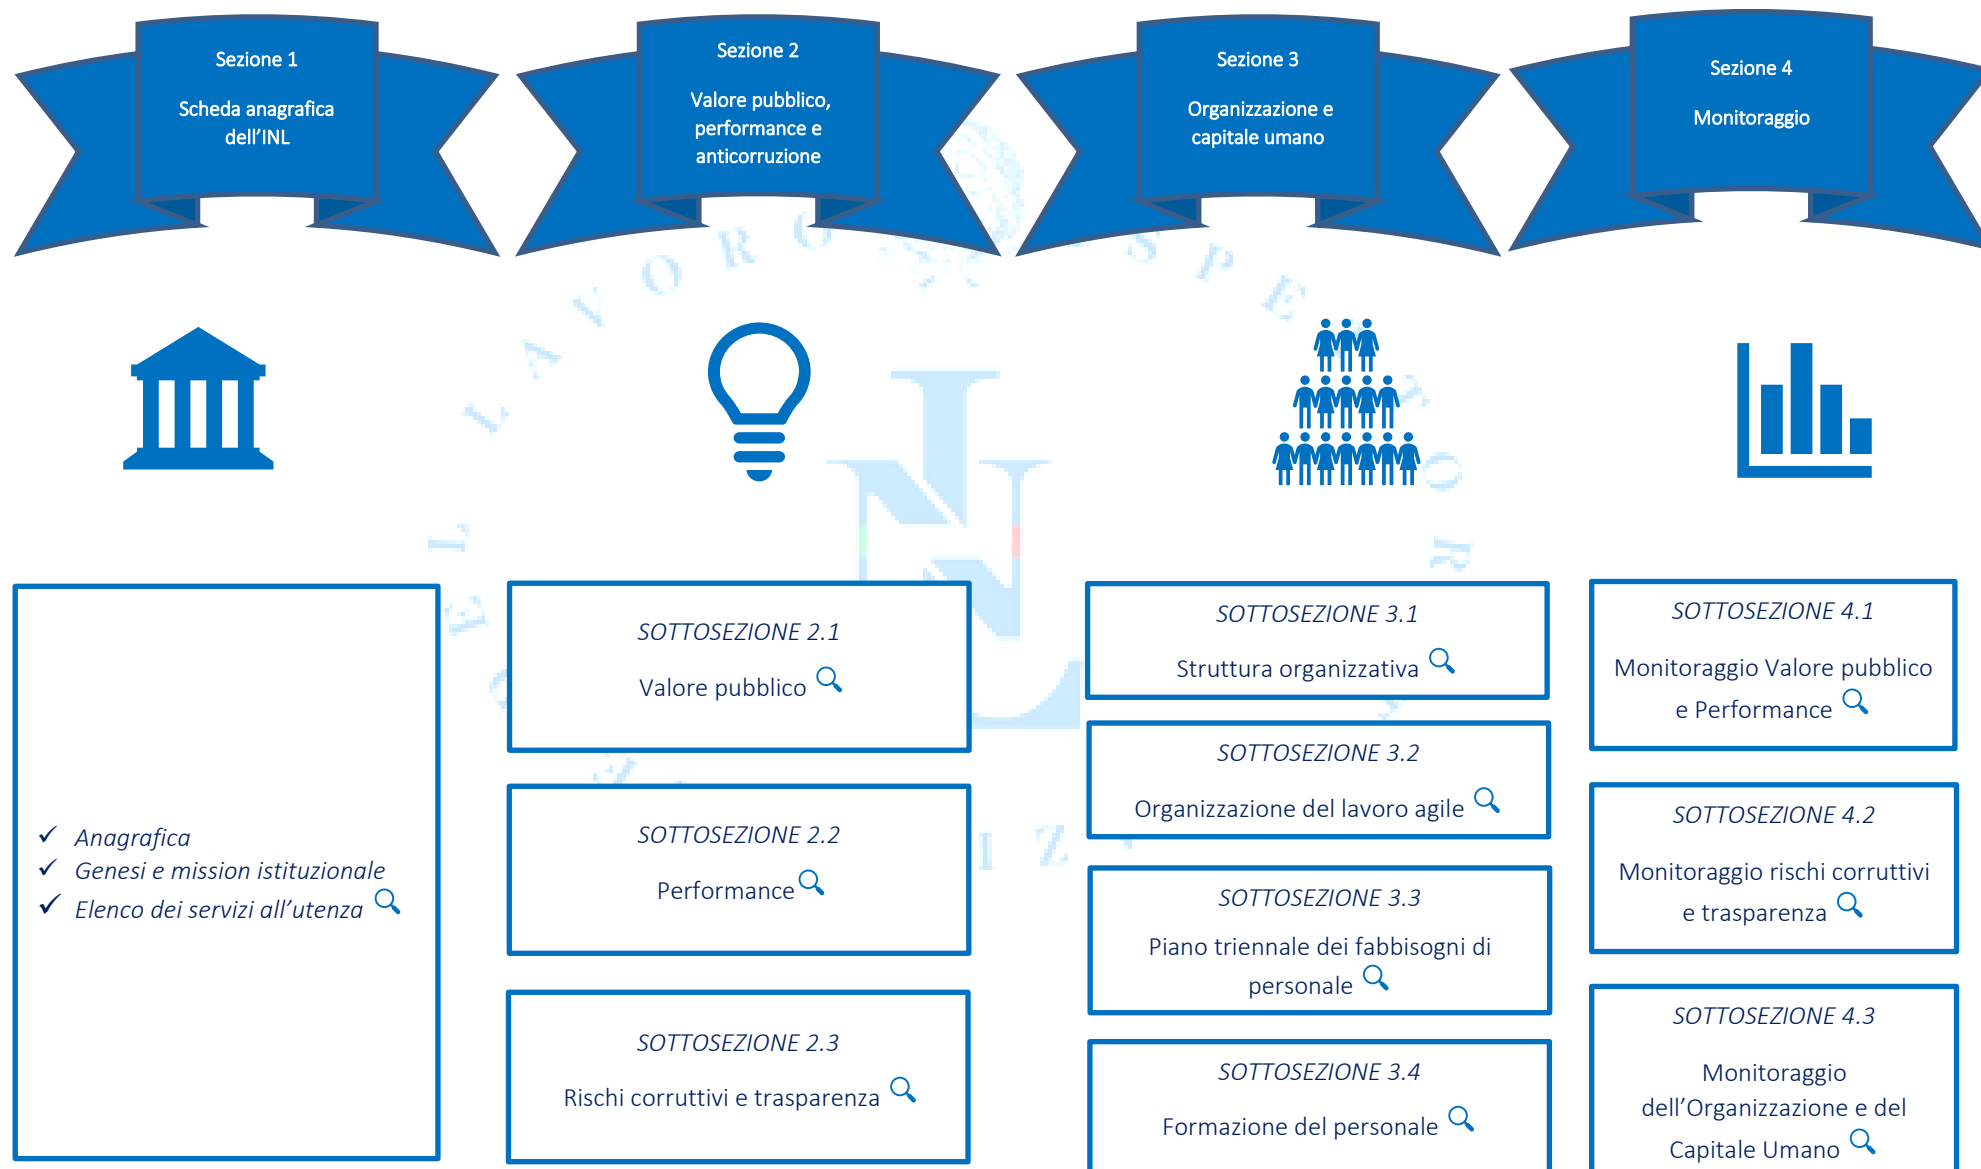 Sezione 1
Scheda anagrafica
dell'INL
Sezione 2
Valore pubblico,
performance e
anticorruzione
Sezione 3
Organizzazione e
capitale umano
Sezione 4
Monitoraggio
✓ Anagrafica
✓ Genesi e mission istituzionale
✓ Elenco dei servizi all'utenza
SOTTOSEZIONE 2.1
Valore pubblico
SOTTOSEZIONE 2.2
Performance
SOTTOSEZIONE 2.3
Rischi corruttivi e trasparenza
SOTTOSEZIONE 3.1
Struttura organizzativa
SOTTOSEZIONE 3.2
Organizzazione del lavoro agile
SOTTOSEZIONE 3.3
Piano triennale dei fabbisogni di
personale
SOTTOSEZIONE 3.4
Formazione del personale
SOTTOSEZIONE 4.1
Monitoraggio Valore pubblico
e Performance
SOTTOSEZIONE 4.2
Monitoraggio rischi corruttivi
e trasparenza
SOTTOSEZIONE 4.3
Monitoraggio
dell'Organizzazione e del
Capitale Umano